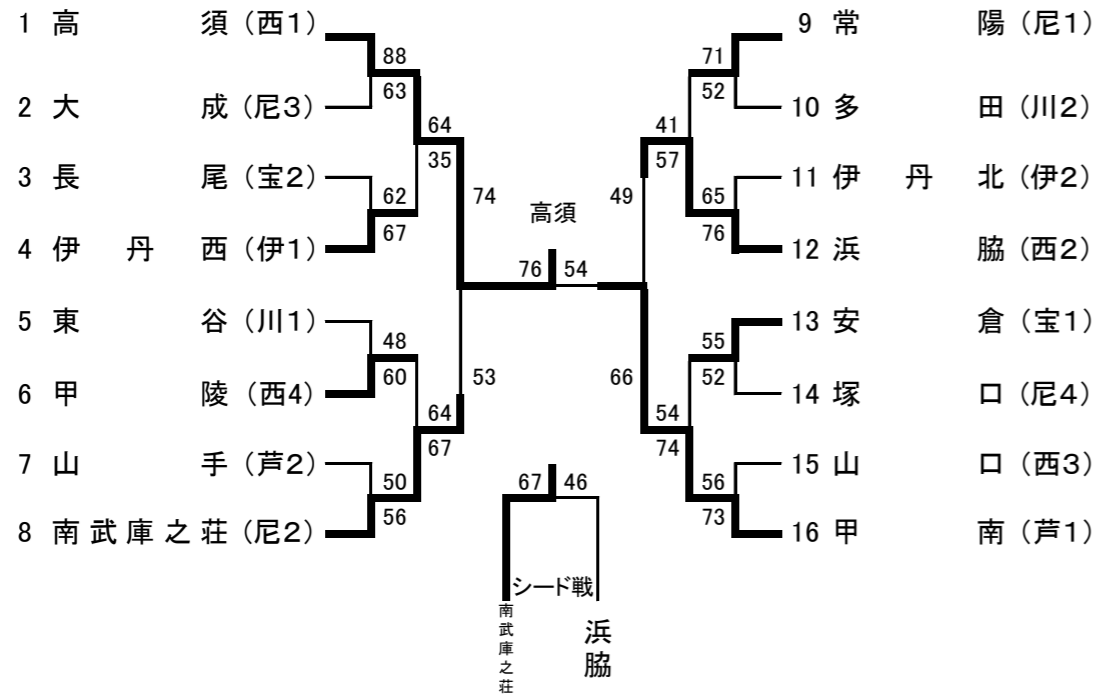 1 高須(西1)
88
63
2 大成(尼3)
64
35
3 長尾(宝2)
62
67
4 伊丹西(伊1)
74
5 東谷(川1)
48
60
6 甲陵(西4)
53
64
67
7 山手(芦2)
50
56
8 南武庫之荘(尼2)
高須
76 54
67 46
シード戦
南武庫之荘
浜脇
9 常陽(尼1)
71
52
10 多田(川2)
41
57
11 伊丹北(伊2)
65
76
12 浜脇(西2)
49
13 安倉(宝1)
55
52
14 塚口(尼4)
66
54
74
15 山口(西3)
56
73
16 甲南(芦1)